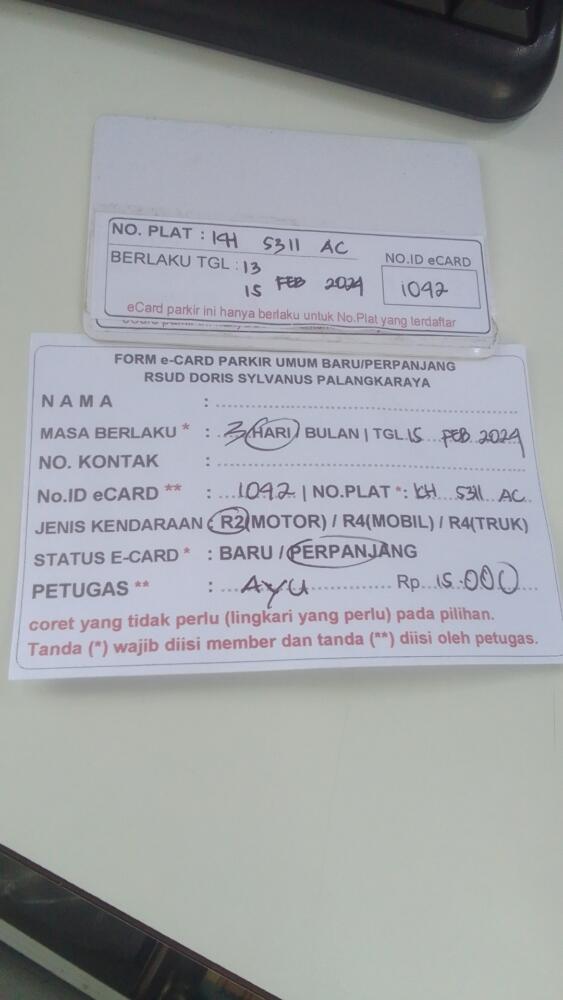 NO. PLAT : KH 5311 AC
BERLAKU TGL : 13
15 FEB 2024
NO.ID eCARD
1042
eCard parkir ini hanya berlaku untuk No.Plat yang terdaftar
FORM e-CARD PARKIR UMUM BARU/PERPANJANG
RSUD DORIS SYLVANUS PALANGKARAYA
N A M A :
MASA BERLAKU * : 3 HARI / BULAN | TGL 15 FEB 2024
NO. KONTAK :
No.ID eCARD ** : 1042 | NO.PLAT * : KH 5311 AC
JENIS KENDARAAN : R2(MOTOR) / R4(MOBIL) / R4(TRUK)
STATUS E-CARD * : BARU / PERPANJANG
PETUGAS ** : AYU Rp 15.000
coret yang tidak perlu (lingkari yang perlu) pada pilihan.
Tanda (*) wajib diisi member dan tanda (**) diisi oleh petugas.